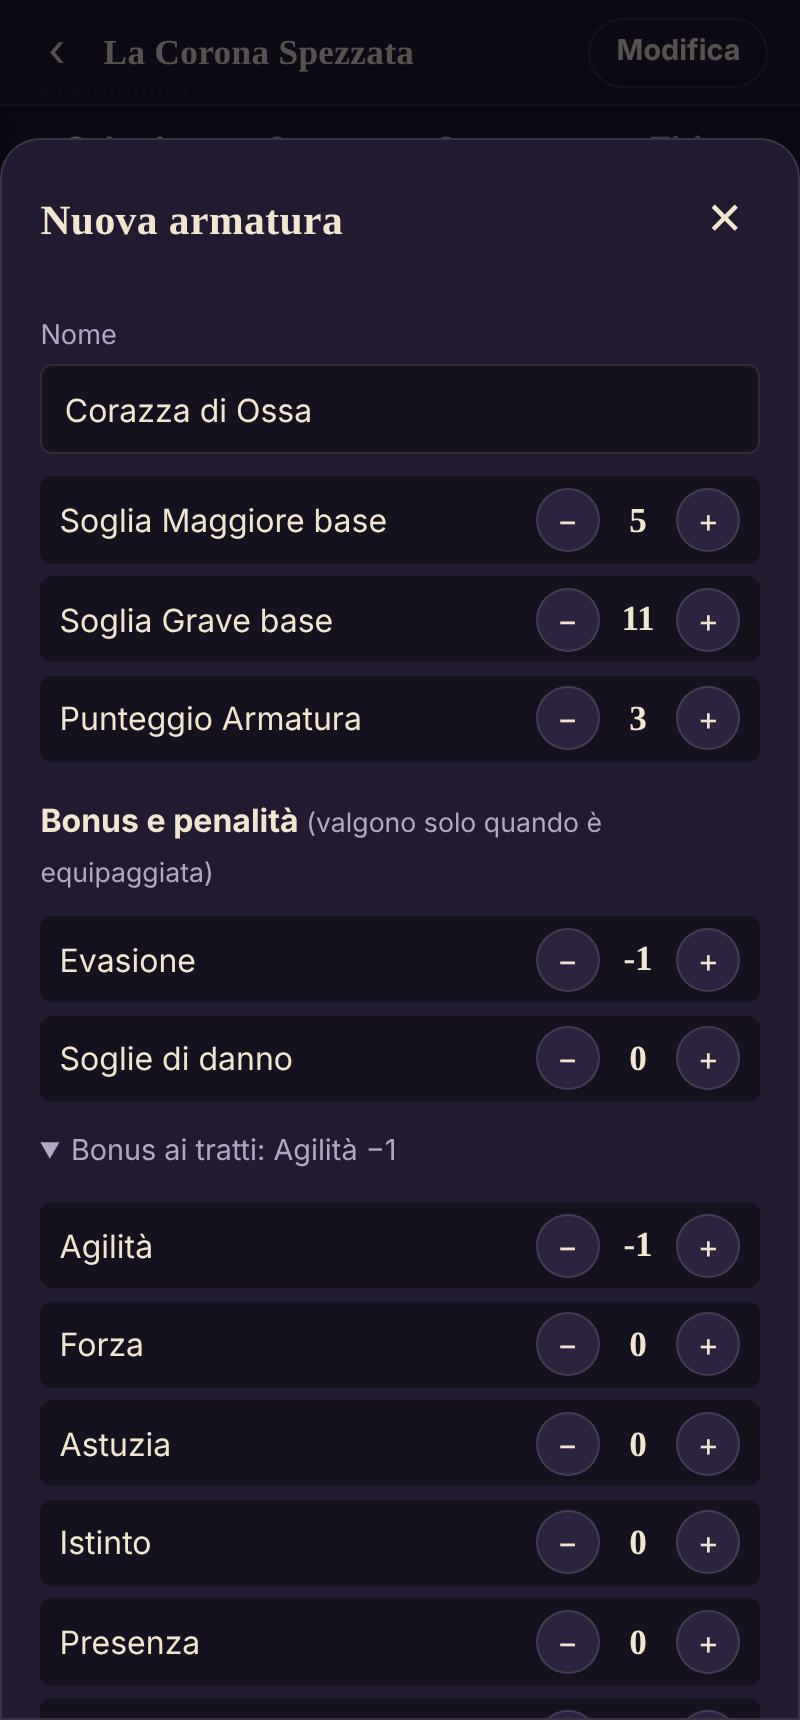 La Corona Spezzata
Modifica
Nuova armatura
Nome
Corazza di Ossa
Soglia Maggiore base
– 5 +
Soglia Grave base
– 11 +
Punteggio Armatura
– 3 +
Bonus e penalità (valgono solo quando è
equipaggiata)
Evasione
– -1 +
Soglie di danno
– 0 +
▼ Bonus ai tratti: Agilità −1
Agilità
– -1 +
Forza
– 0 +
Astuzia
– 0 +
Istinto
– 0 +
Presenza
– 0 +